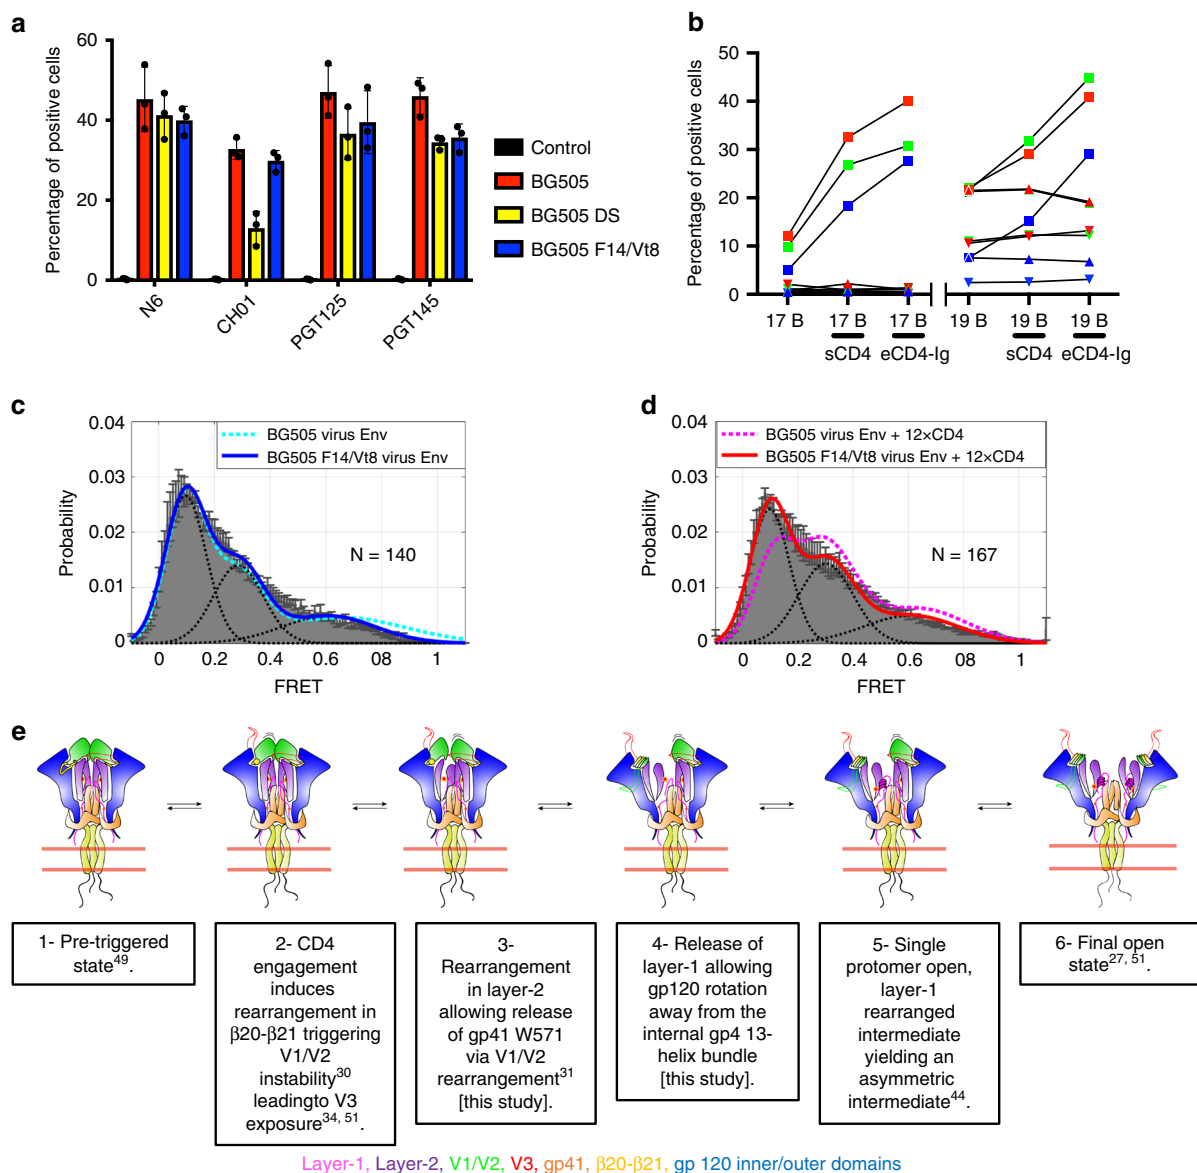 a
Percentage of positive cells
60
40
20
0
N6
CH01
PGT125
PGT145
Control
BG505
BG505 DS
BG505 F14/Vt8
b
Percentage of positive cells
50
40
30
20
10
0
17 B
17 B
17 B
19 B
19 B
19 B
sCD4
eCD4-Ig
sCD4
eCD4-Ig
c
Probability
0.04
0.03
0.02
0.01
0
0
0.2
0.4
0.6
0.8
1
FRET
BG505 virus Env
BG505 F14/Vt8 virus Env
N = 140
d
Probability
0.04
0.03
0.02
0.01
0
0
0.2
0.4
0.6
0.8
1
FRET
BG505 virus Env + 12×CD4
BG505 F14/Vt8 virus Env + 12×CD4
N = 167
e
1- Pre-triggered
state49.
2- CD4
engagement
induces
rearrangement in
β20-β21 triggering
V1/V2
instability30
leadingto V3
exposure34, 51.
3-
Rearrangement
in layer-2
allowing release
of gp41 W571
via V1/V2
rearrangement31
[this study].
4- Release of
layer-1 allowing
gp120 rotation
away from the
internal gp4 13-
helix bundle
[this study].
5- Single
protomer open,
layer-1
rearranged
intermediate
yielding an
asymmetric
intermediate44.
6- Final open
state27, 51.
Layer-1, Layer-2, V1/V2, V3, gp41, β20-β21, gp 120 inner/outer domains